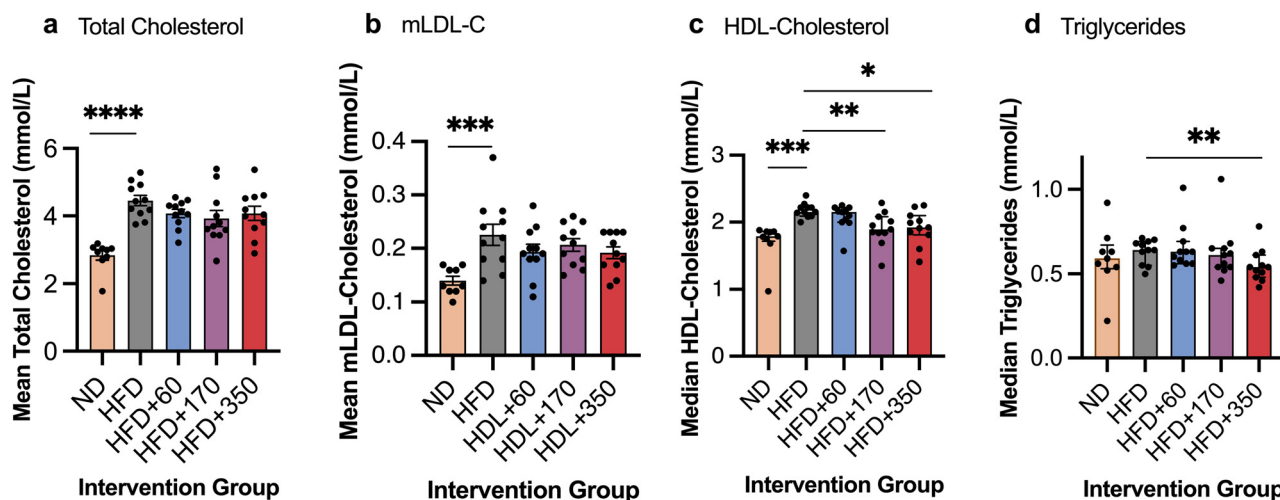 a Total Cholesterol
Mean Total Cholesterol (mmol/L)
6
4
2
0
****
ND
HFD
HFD+60
HFD+170
HFD+350
Intervention Group
b mLDL-C
Mean mLDL-Cholesterol (mmol/L)
0.4
0.3
0.2
0.1
0.0
***
ND
HFD
HDL+60
HDL+170
HDL+350
Intervention Group
c HDL-Cholesterol
Median HDL-Cholesterol (mmol/L)
3
2
1
0
*
**
***
ND
HFD
HFD+60
HFD+170
HFD+350
Intervention Group
d Triglycerides
Median Triglycerides (mmol/L)
1.0
0.5
0.0
**
ND
HFD
HFD+60
HFD+170
HFD+350
Intervention Group